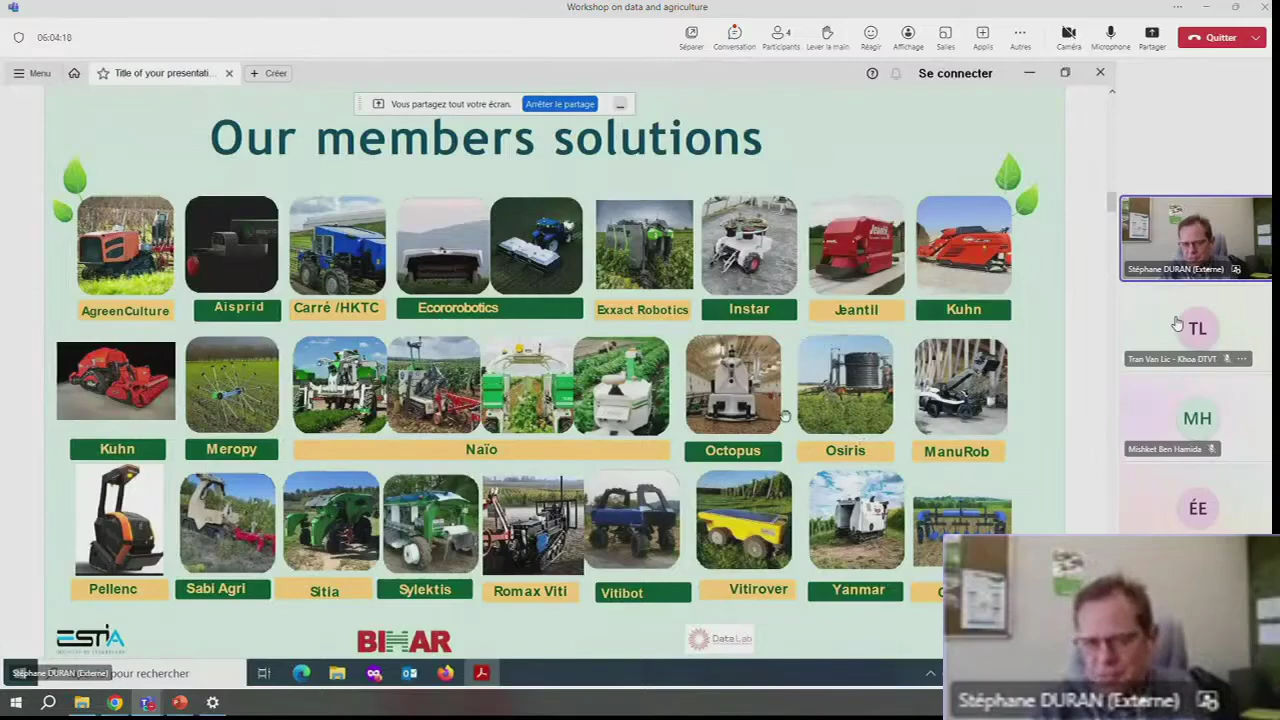 Workshop on data and agriculture
06:04:18
Séparer
Conversation
4
Participants
Lever la main
Réagir
Affichage
Salles
Applis
Autres
Caméra
Microphone
Partager
Quitter
Menu
Title of your presentati...
Créer
Se connecter
Vous partagez tout votre écran.
Arrêter le partage
Our members solutions
AgreenCulture
Aisprid
Carré /HKTC
Ecororobotics
Exxact Robotics
Instar
Jeantil
Kuhn
Kuhn
Meropy
Naïo
Octopus
Osiris
ManuRob
Pellenc
Sabi Agri
Sitia
Sylektis
Romax Viti
Vitibot
Vitirover
Yanmar
ESTIA
BIHAR
Data Lab
Stéphane DURAN (Externe)
pour rechercher
Stéphane DURAN (Externe)
TL
Tran Van Lic - Khoa DTVT
MH
Mishket Ben Hamida
ÉE
Stéphane DURAN (Externe)